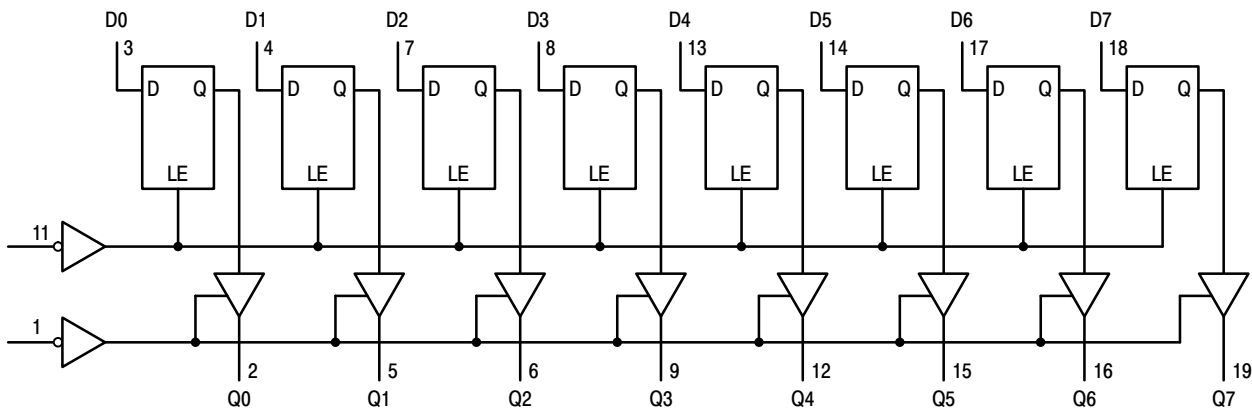 D0 D1 D2 D3 D4 D5 D6 D7
3 4 7 8 13 14 17 18
D Q D Q D Q D Q D Q D Q D Q D Q
LE LE LE LE LE LE LE LE
11
1
2 5 6 9 12 15 16 19
Q0 Q1 Q2 Q3 Q4 Q5 Q6 Q7